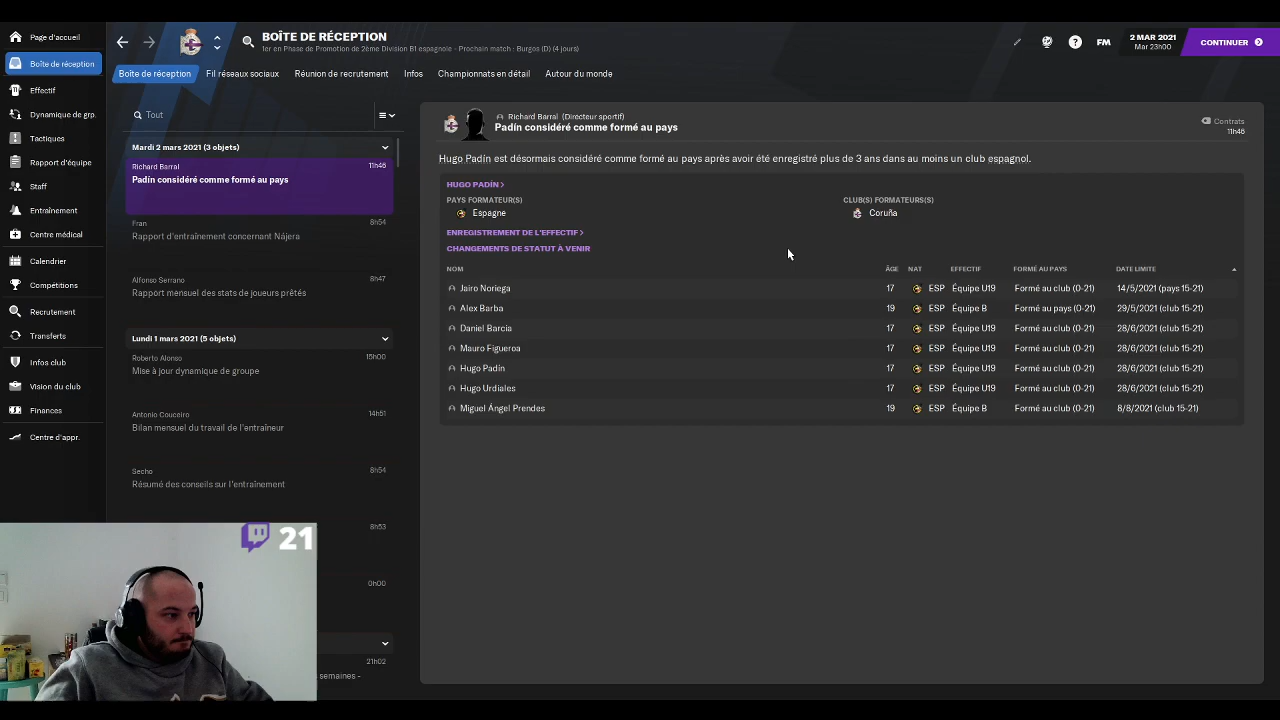 Page d'accueil
Boîte de réception
Effectif
Dynamique de grp.
Tactiques
Rapport d'équipe
Staff
Entraînement
Centre médical
Calendrier
Compétitions
Recrutement
Transferts
Infos club
Vision du club
Finances
Centre d'appr.
BOÎTE DE RÉCEPTION
1er en Phase de Promotion de 2ème Division B1 espagnole - Prochain match : Burgos (D) (4 jours)
FM
2 MAR 2021
Mar 23h00
CONTINUER
Boîte de réception Fil réseaux sociaux Réunion de recrutement Infos Championnats en détail Autour du monde
Tout
Mardi 2 mars 2021 (3 objets)
Richard Barral 11h46
Padín considéré comme formé au pays
Fran 8h54
Rapport d'entraînement concernant Nájera
Alfonso Serrano 8h47
Rapport mensuel des stats de joueurs prêtés
Lundi 1 mars 2021 (5 objets)
Roberto Alonso 15h00
Mise à jour dynamique de groupe
Antonio Couceiro 14h51
Bilan mensuel du travail de l'entraîneur
Secho 8h54
Résumé des conseils sur l'entraînement
8h53
0h00
21h02
semaines -
21
Richard Barral (Directeur sportif)
Padín considéré comme formé au pays
Contrats
11h46
Hugo Padín est désormais considéré comme formé au pays après avoir été enregistré plus de 3 ans dans au moins un club espagnol.
HUGO PADÍN >
PAYS FORMATEUR(S) CLUB(S) FORMATEURS(S)
Espagne Coruña
ENREGISTREMENT DE L'EFFECTIF >
CHANGEMENTS DE STATUT À VENIR
NOM ÂGE NAT EFFECTIF FORMÉ AU PAYS DATE LIMITE
Jairo Noriega 17 ESP Équipe U19 Formé au club (0-21) 14/5/2021 (pays 15-21)
Alex Barba 19 ESP Équipe B Formé au pays (0-21) 29/5/2021 (club 15-21)
Daniel Barcia 17 ESP Équipe U19 Formé au club (0-21) 28/6/2021 (club 15-21)
Mauro Figueroa 17 ESP Équipe U19 Formé au club (0-21) 28/6/2021 (club 15-21)
Hugo Padín 17 ESP Équipe U19 Formé au club (0-21) 28/6/2021 (club 15-21)
Hugo Urdiales 17 ESP Équipe U19 Formé au club (0-21) 28/6/2021 (club 15-21)
Miguel Ángel Prendes 19 ESP Équipe B Formé au club (0-21) 8/8/2021 (club 15-21)